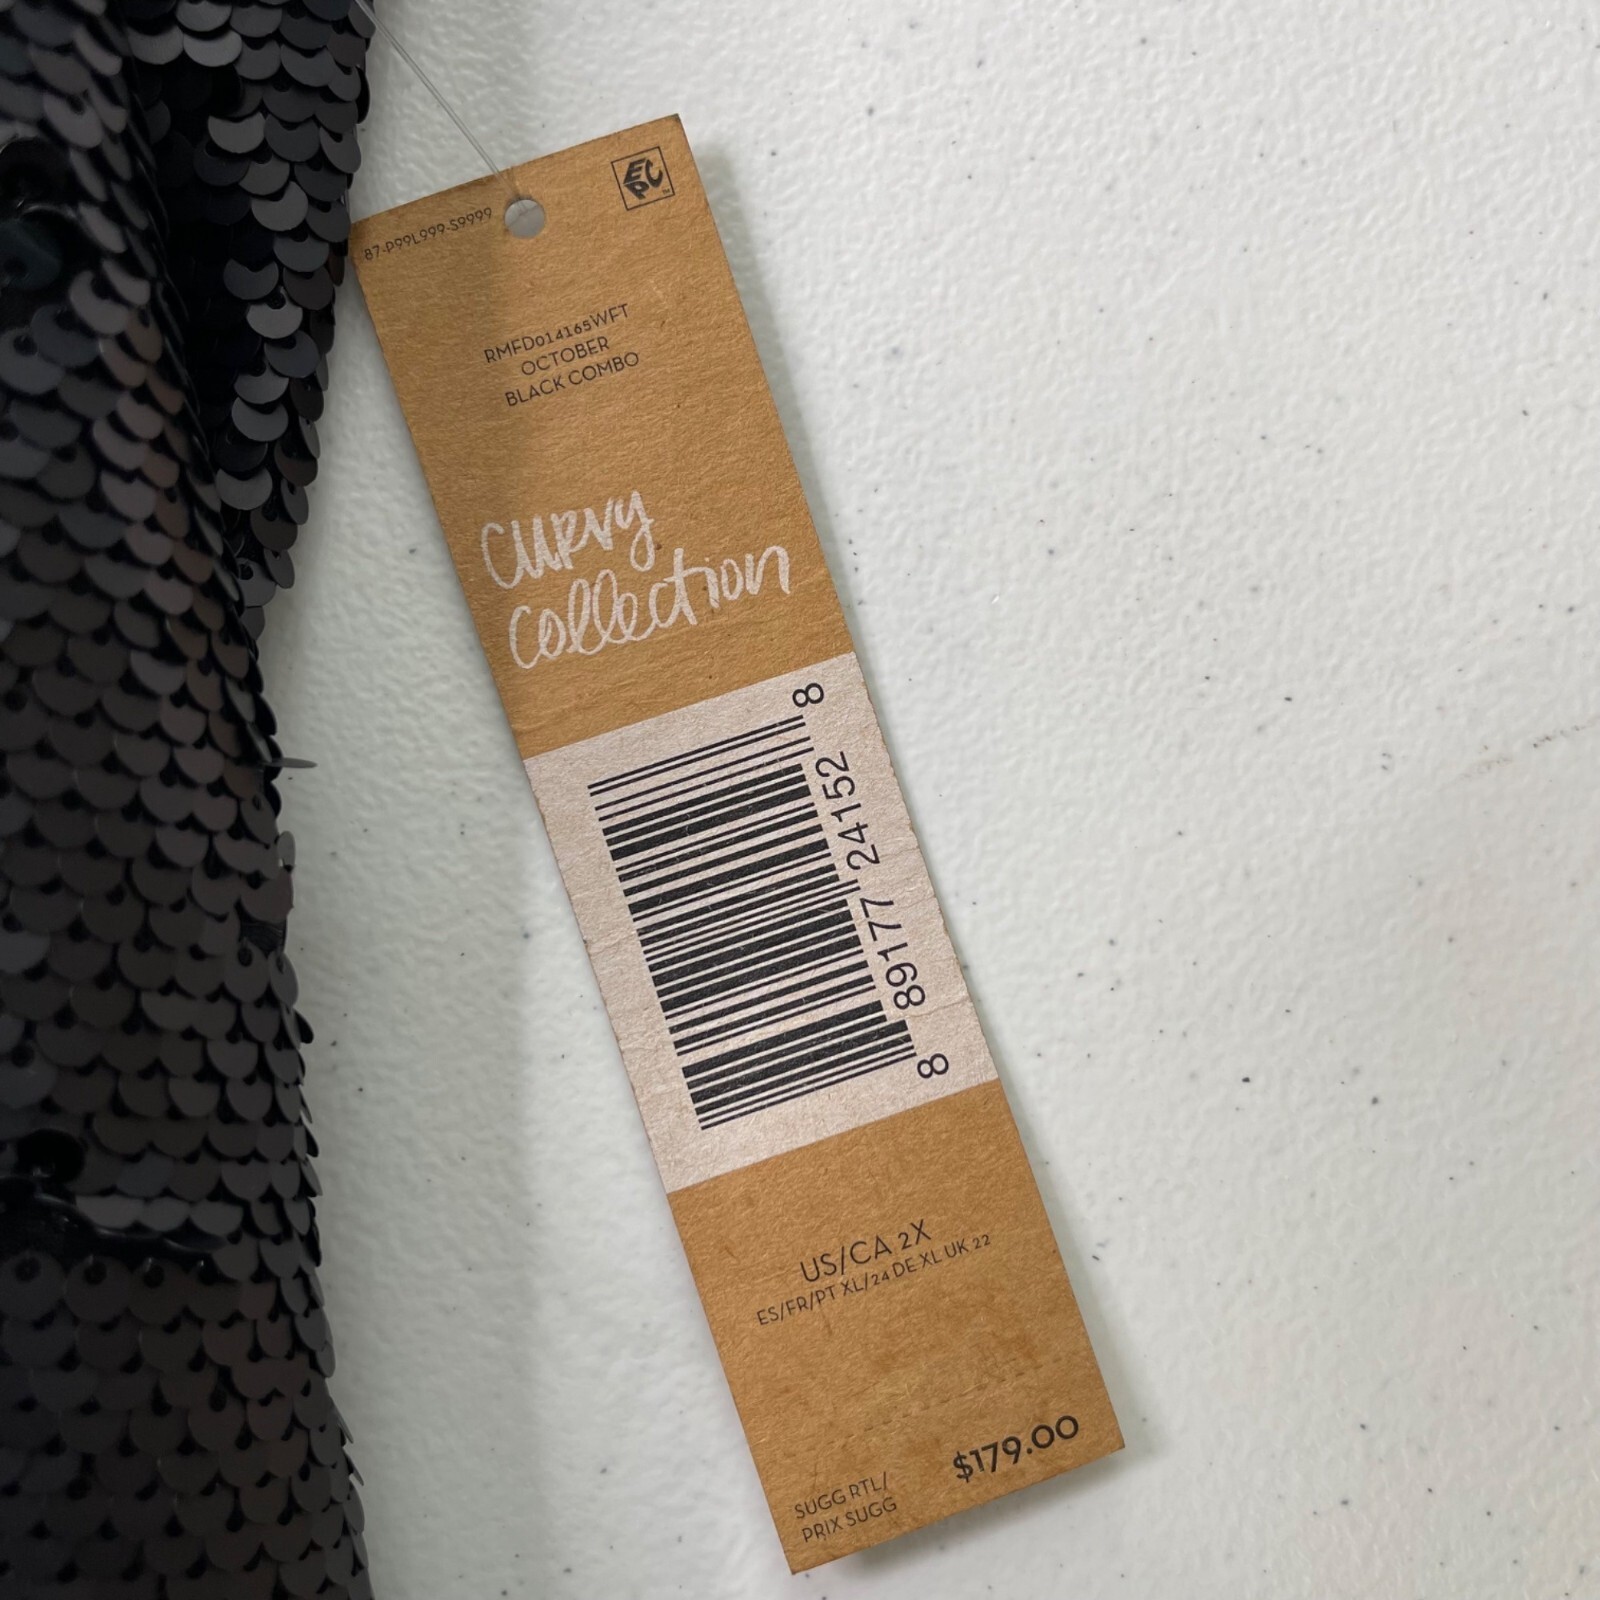 87-P99L999-S9999
EPC
RMFD014165WFT
OCTOBER
BLACK COMBO
CURVY
collection
8 89177 24152 8
US/CA 2X
ES/FR/PT XL/24 DE XL UK 22
$179.00
SUGG RTL/
PRIX SUGG